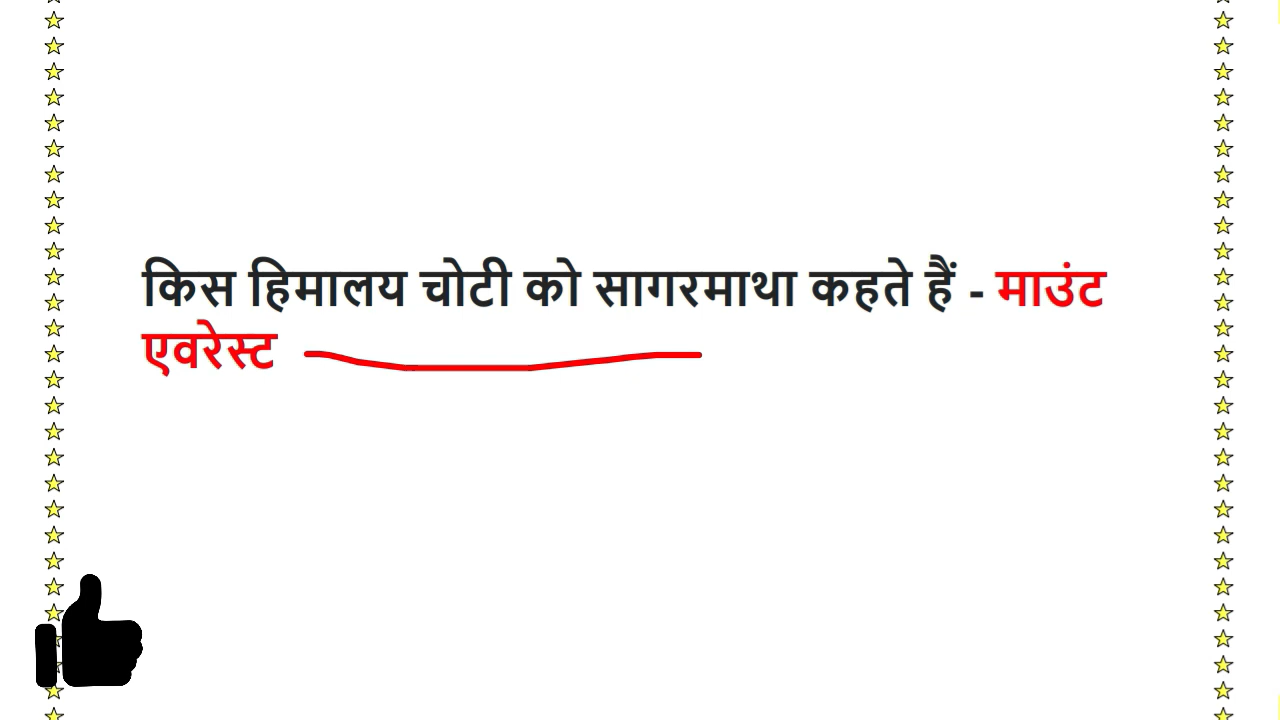 किस हिमालय चोटी को सागरमाथा कहते हैं - माउंट
एवरेस्ट